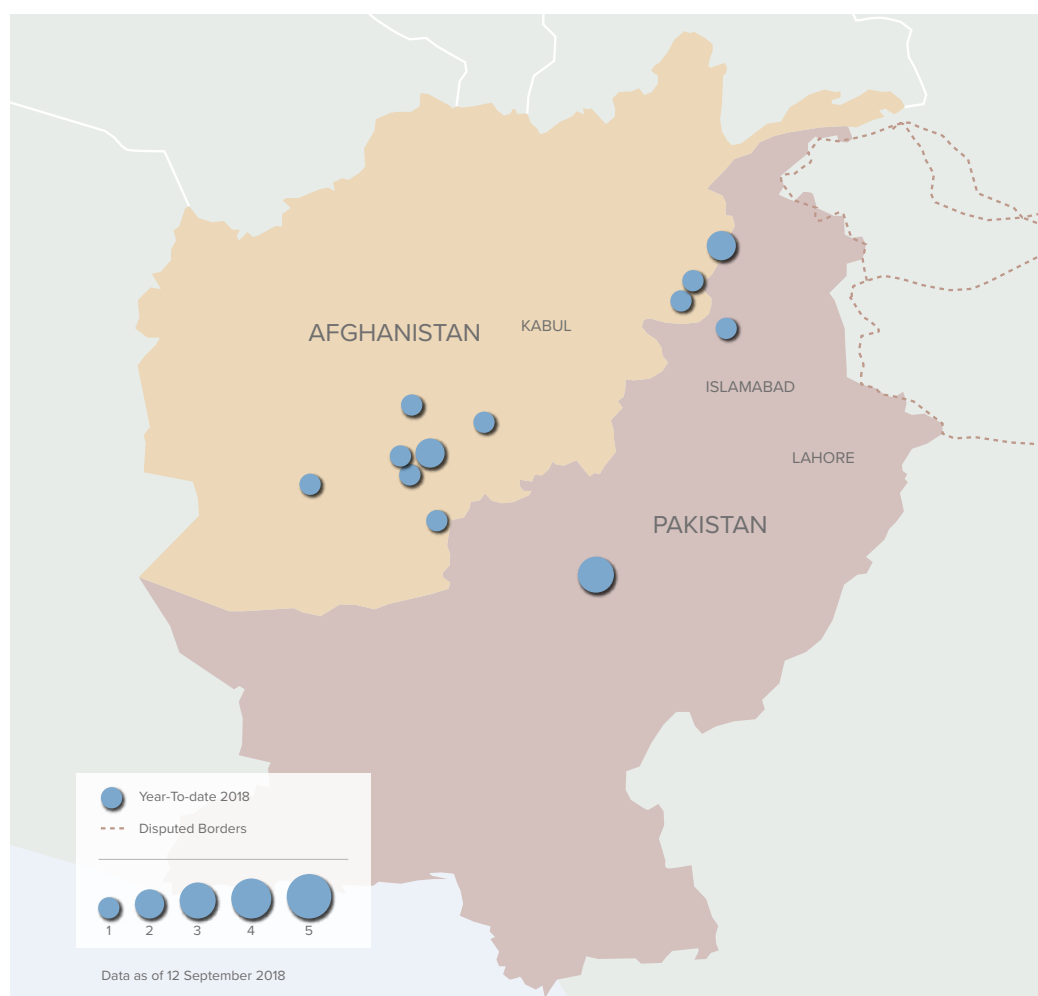 AFGHANISTAN
KABUL
ISLAMABAD
LAHORE
PAKISTAN
Year-To-date 2018
Disputed Borders
1 2 3 4 5
Data as of 12 September 2018